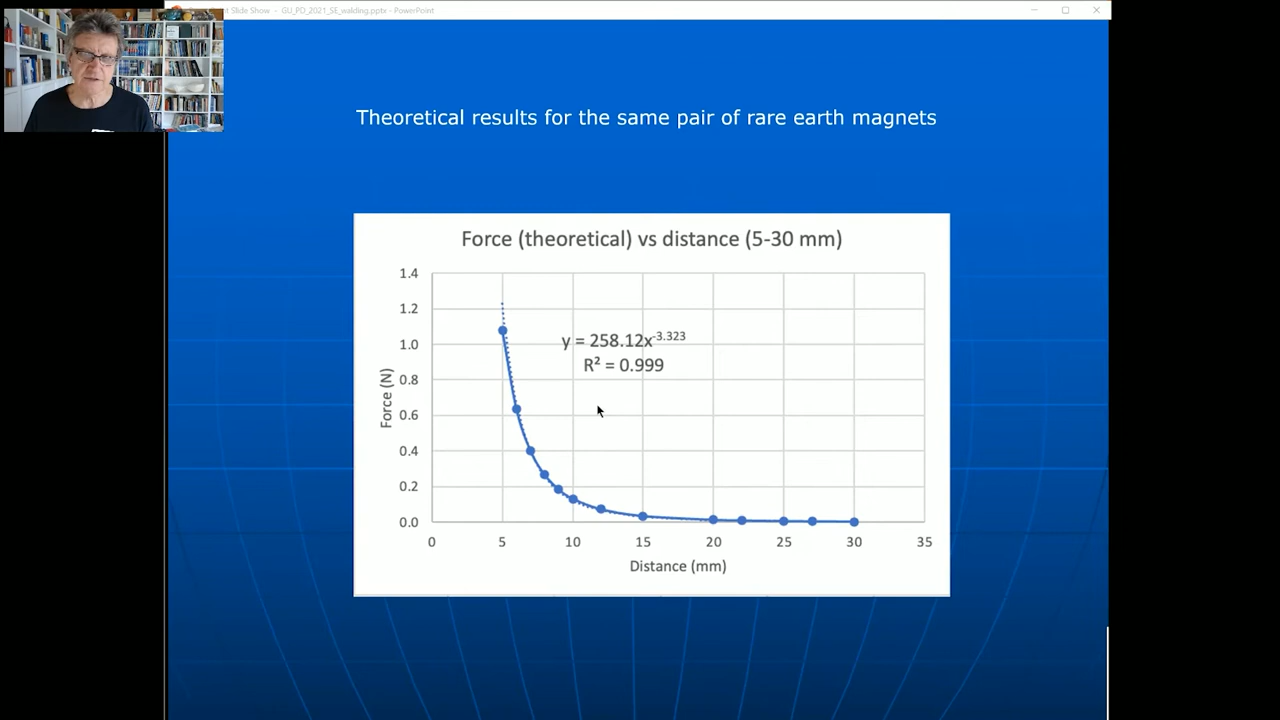 t Slide Show - GU_PD_2021_SE_walding.pptx - PowerPoint
Theoretical results for the same pair of rare earth magnets
Force (theoretical) vs distance (5-30 mm)
1.4
1.2
1.0
0.8
0.6
0.4
0.2
0.0
Force (N)
y = 258.12x^-3.323
R² = 0.999
0 5 10 15 20 25 30 35
Distance (mm)